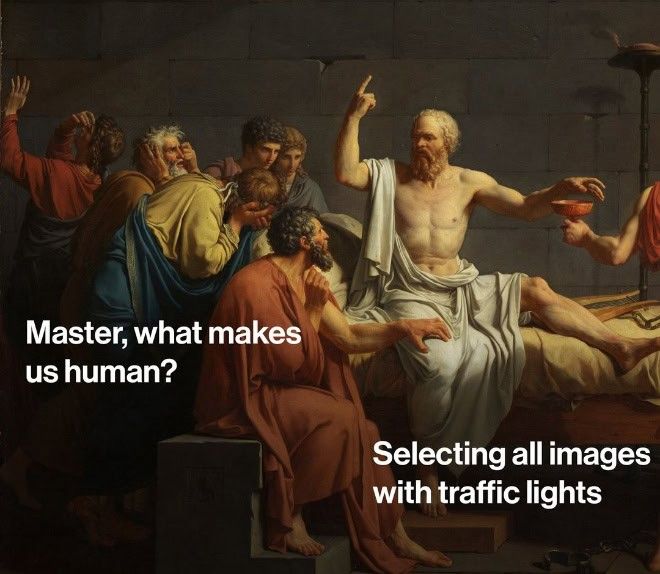 Master, what makes
us human?
Selecting all images
with traffic lights